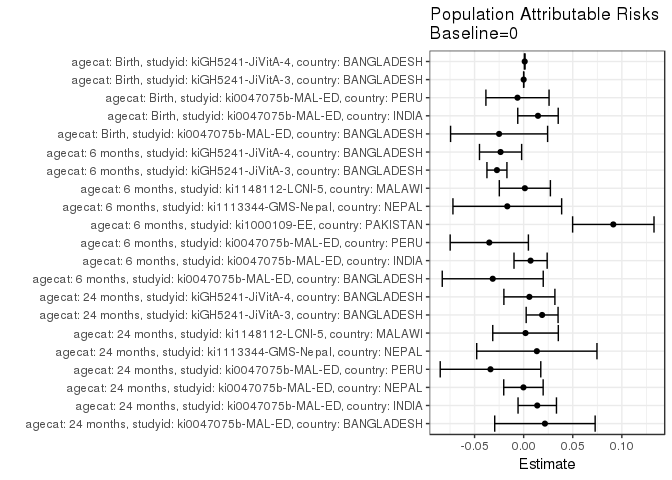 Population Attributable Risks
Baseline=0
agecat: Birth, studyid: kiGH5241-JiVitA-4, country: BANGLADESH
agecat: Birth, studyid: kiGH5241-JiVitA-3, country: BANGLADESH
agecat: Birth, studyid: ki0047075b-MAL-ED, country: PERU
agecat: Birth, studyid: ki0047075b-MAL-ED, country: INDIA
agecat: Birth, studyid: ki0047075b-MAL-ED, country: BANGLADESH
agecat: 6 months, studyid: kiGH5241-JiVitA-4, country: BANGLADESH
agecat: 6 months, studyid: kiGH5241-JiVitA-3, country: BANGLADESH
agecat: 6 months, studyid: ki1148112-LCNI-5, country: MALAWI
agecat: 6 months, studyid: ki1113344-GMS-Nepal, country: NEPAL
agecat: 6 months, studyid: ki1000109-EE, country: PAKISTAN
agecat: 6 months, studyid: ki0047075b-MAL-ED, country: PERU
agecat: 6 months, studyid: ki0047075b-MAL-ED, country: INDIA
agecat: 6 months, studyid: ki0047075b-MAL-ED, country: BANGLADESH
agecat: 24 months, studyid: kiGH5241-JiVitA-4, country: BANGLADESH
agecat: 24 months, studyid: kiGH5241-JiVitA-3, country: BANGLADESH
agecat: 24 months, studyid: ki1148112-LCNI-5, country: MALAWI
agecat: 24 months, studyid: ki1113344-GMS-Nepal, country: NEPAL
agecat: 24 months, studyid: ki0047075b-MAL-ED, country: PERU
agecat: 24 months, studyid: ki0047075b-MAL-ED, country: NEPAL
agecat: 24 months, studyid: ki0047075b-MAL-ED, country: INDIA
agecat: 24 months, studyid: ki0047075b-MAL-ED, country: BANGLADESH
-0.05 0.00 0.05 0.10
Estimate